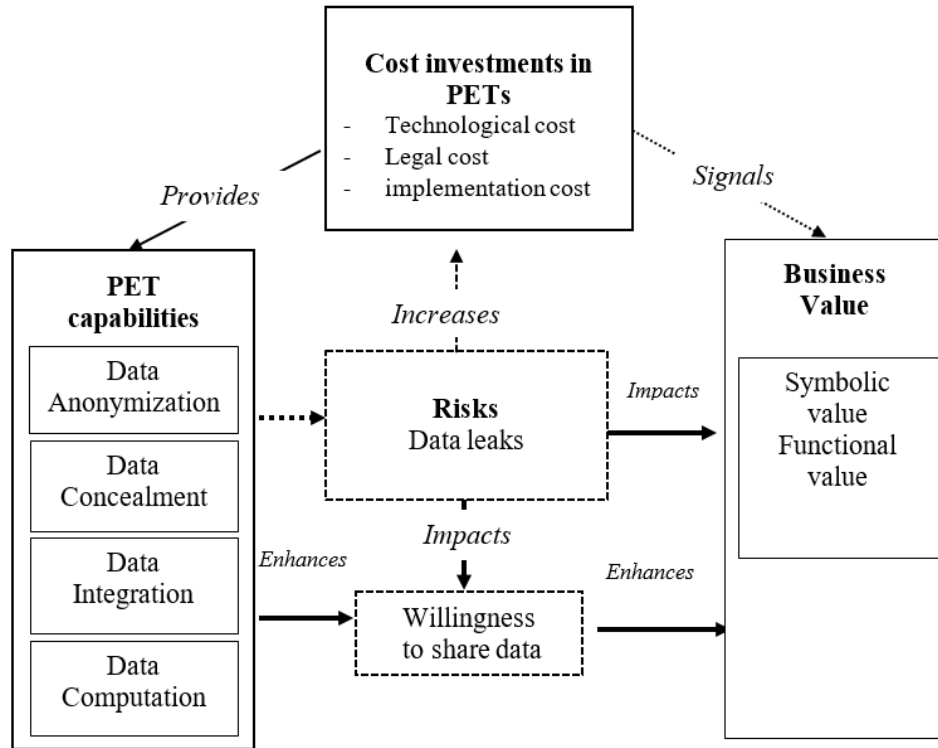 Cost investments in
PETs
- Technological cost
- Legal cost
- implementation cost
Provides
Signals
PET
capabilities
Data
Anonymization
Data
Concealment
Data
Integration
Data
Computation
Increases
Risks
Data leaks
Impacts
Impacts
Enhances
Willingness
to share data
Enhances
Business
Value
Symbolic
value
Functional
value